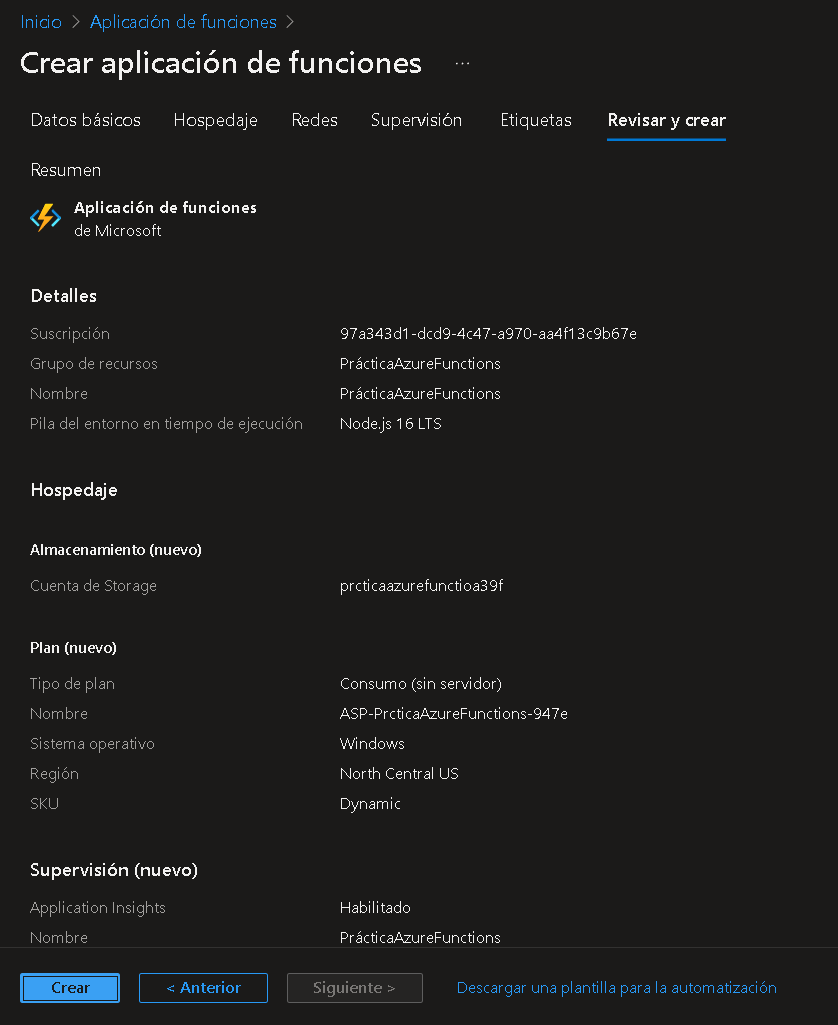 Inicio > Aplicación de funciones >
Crear aplicación de funciones ...
Datos básicos Hospedaje Redes Supervisión Etiquetas Revisar y crear
Resumen
Aplicación de funciones
de Microsoft
Detalles
Suscripción 97a343d1-dcd9-4c47-a970-aa4f13c9b67e
Grupo de recursos PrácticaAzureFunctions
Nombre PrácticaAzureFunctions
Pila del entorno en tiempo de ejecución Node.js 16 LTS
Hospedaje
Almacenamiento (nuevo)
Cuenta de Storage prcticaazurefunctioa39f
Plan (nuevo)
Tipo de plan Consumo (sin servidor)
Nombre ASP-PrcticaAzureFunctions-947e
Sistema operativo Windows
Región North Central US
SKU Dynamic
Supervisión (nuevo)
Application Insights Habilitado
Nombre PrácticaAzureFunctions
Crear < Anterior Siguiente > Descargar una plantilla para la automatización